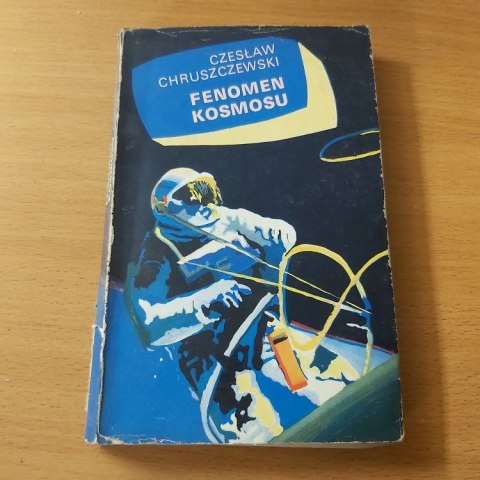 CZESŁAW
CHRUSZCZEWSKI
FENOMEN
KOSMOSU